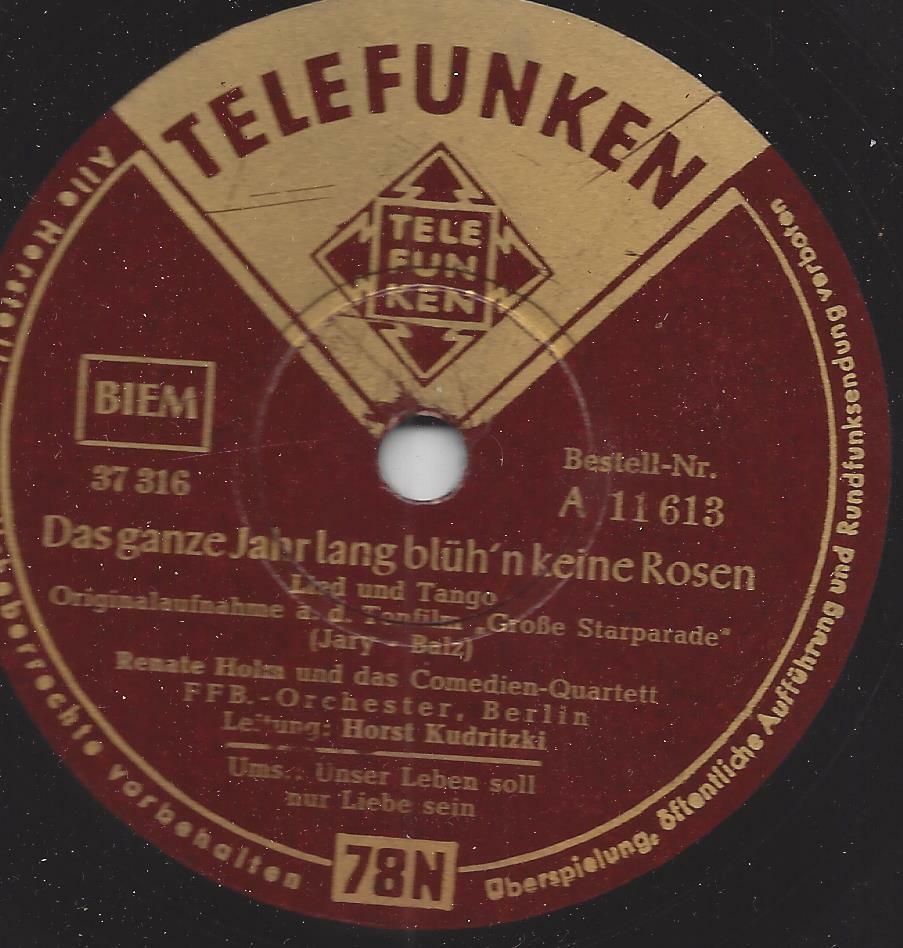 TELEFUNKEN
TELE
FUN
KEN
BIEM
37 316
Bestell-Nr.
A 11 613
Das ganze Jahr lang blüh'n keine Rosen
Lied und Tango
Originalaufnahme a. d. Tonfilm „Große Starparade"
(Jary - Balz)
Renate Holm und das Comedien-Quartett
FFB.-Orchester, Berlin
Leitung: Horst Kudritzki
Ums.: Unser Leben soll
nur Liebe sein
78N
Alle vorbehalten
Überspielung, öffentliche Aufführung und Rundfunksendung verboten